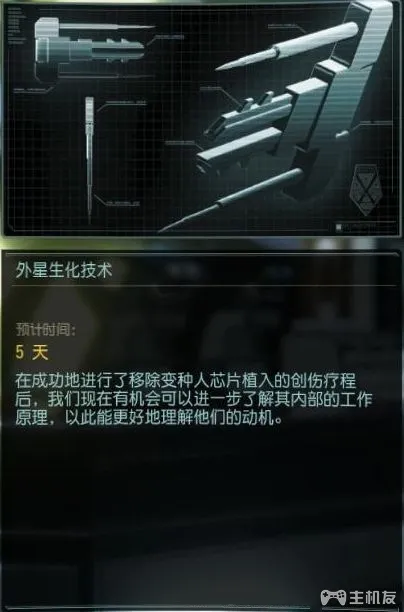 外星生化技术
预计时间：
5 天
在成功地进行了移除变种人芯片植入的创伤疗程
后，我们现在有机会可以进一步了解其内部的工作
原理，以此能更好地理解他们的动机。
主机友